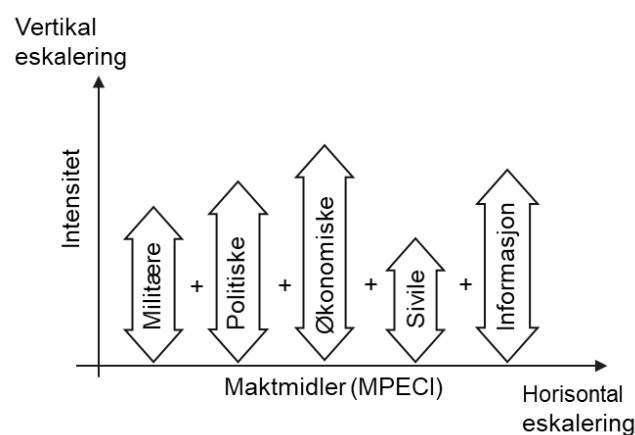 Vertikal
eskalering
Intensitet
Militære
+
Politiske
+
Økonomiske
+
Sivile
+
Informasjon
Maktmidler (MPECI)
Horisontal
eskalering